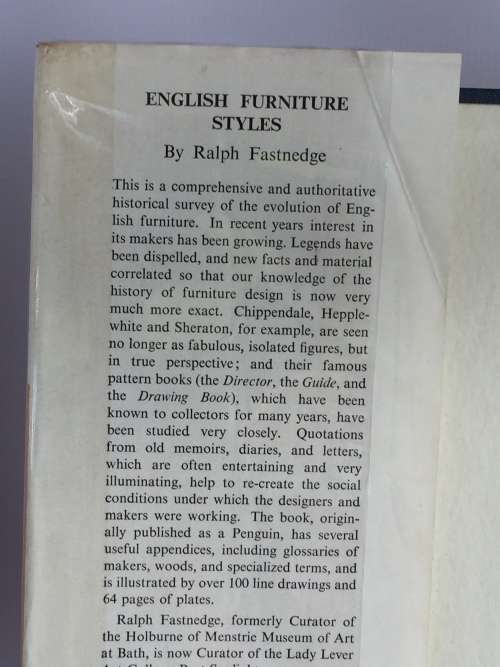 ENGLISH FURNITURE
STYLES
By Ralph Fastnedge
This is a comprehensive and authoritative
historical survey of the evolution of Eng-
lish furniture. In recent years interest in
its makers has been growing. Legends have
been dispelled, and new facts and material
correlated so that our knowledge of the
history of furniture design is now very
much more exact. Chippendale, Hepple-
white and Sheraton, for example, are seen
no longer as fabulous, isolated figures, but
in true perspective; and their famous
pattern books (the Director, the Guide, and
the Drawing Book), which have been
known to collectors for many years, have
been studied very closely. Quotations
from old memoirs, diaries, and letters,
which are often entertaining and very
illuminating, help to re-create the social
conditions under which the designers and
makers were working. The book, origin-
ally published as a Penguin, has several
useful appendices, including glossaries of
makers, woods, and specialized terms, and
is illustrated by over 100 line drawings and
64 pages of plates.
Ralph Fastnedge, formerly Curator of
the Holburne of Menstrie Museum of Art
at Bath, is now Curator of the Lady Lever